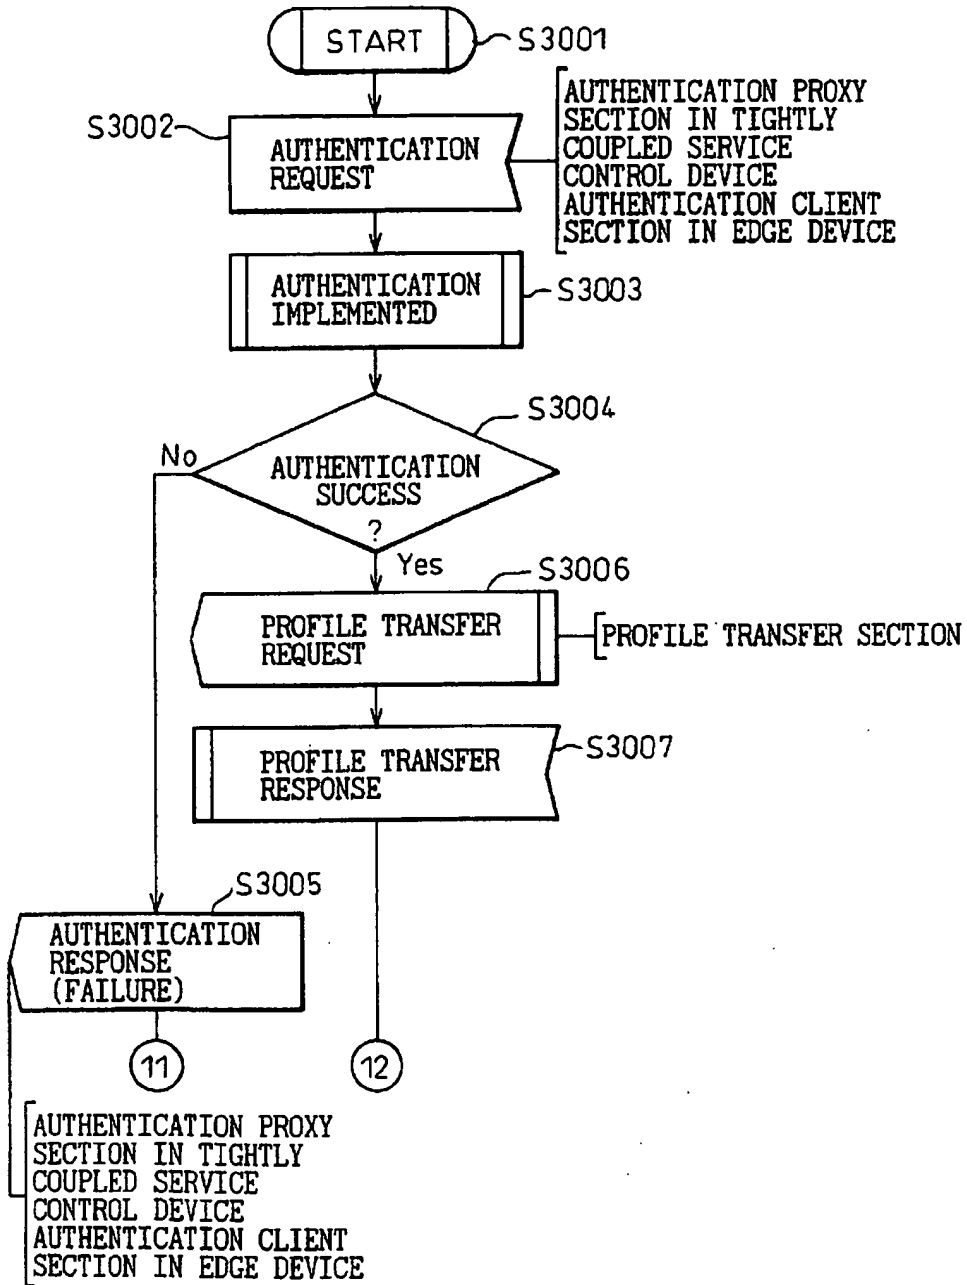 START
S3001
S3002
AUTHENTICATION
REQUEST
AUTHENTICATION PROXY
SECTION IN TIGHTLY
COUPLED SERVICE
CONTROL DEVICE
AUTHENTICATION CLIENT
SECTION IN EDGE DEVICE
AUTHENTICATION
IMPLEMENTED
S3003
S3004
No
AUTHENTICATION
SUCCESS
?
Yes
S3006
PROFILE TRANSFER
REQUEST
PROFILE TRANSFER SECTION
S3007
PROFILE TRANSFER
RESPONSE
S3005
AUTHENTICATION
RESPONSE
(FAILURE)
11
12
AUTHENTICATION PROXY
SECTION IN TIGHTLY
COUPLED SERVICE
CONTROL DEVICE
AUTHENTICATION CLIENT
SECTION IN EDGE DEVICE